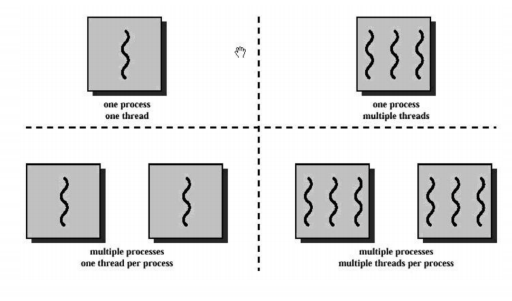 one process
one thread
one process
multiple threads
multiple processes
one thread per process
multiple processes
multiple threads per process